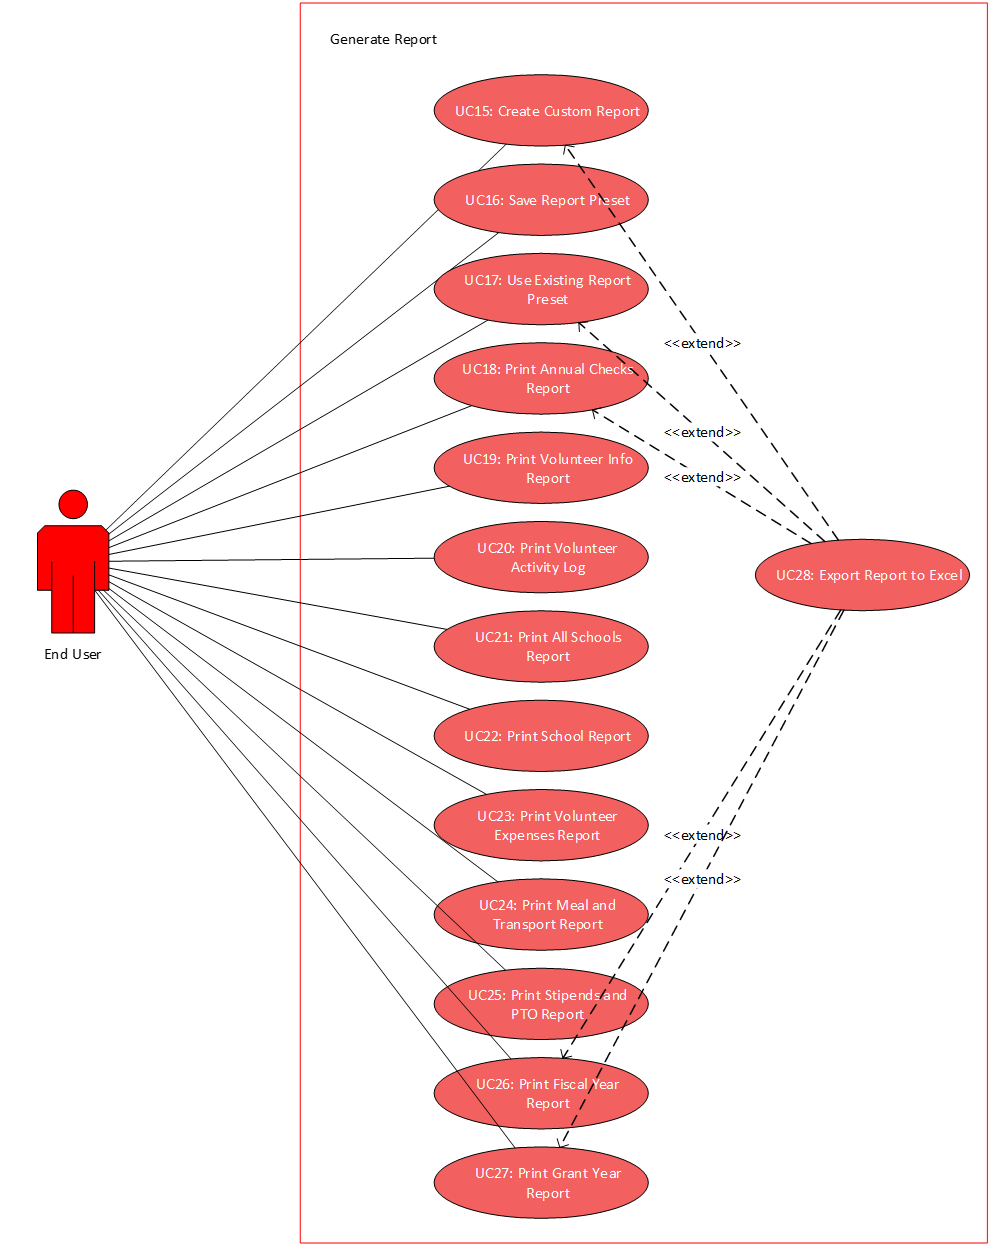 Generate Report
UC15: Create Custom Report
UC16: Save Report Preset
UC17: Use Existing Report
Preset
<<extend>>
UC18: Print Annual Checks
Report
<<extend>>
UC19: Print Volunteer Info
Report
<<extend>>
UC20: Print Volunteer
Activity Log
UC28: Export Report to Excel
End User
UC21: Print All Schools
Report
UC22: Print School Report
UC23: Print Volunteer
Expenses Report
<<extend>>
<<extend>>
UC24: Print Meal and
Transport Report
UC25: Print Stipends and
PTO Report
UC26: Print Fiscal Year
Report
UC27: Print Grant Year
Report